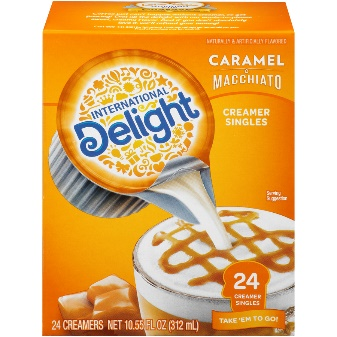 NATURALLY & ARTIFICALLY FLAVORED
CARAMEL
MACCHIATO
CREAMER
SINGLES
INTERNATIONAL
Delight
Serving
Suggestion
24
CREAMER
SINGLES
TAKE 'EM TO GO!
24 CREAMERS NET 10.55 FL OZ (312 mL)